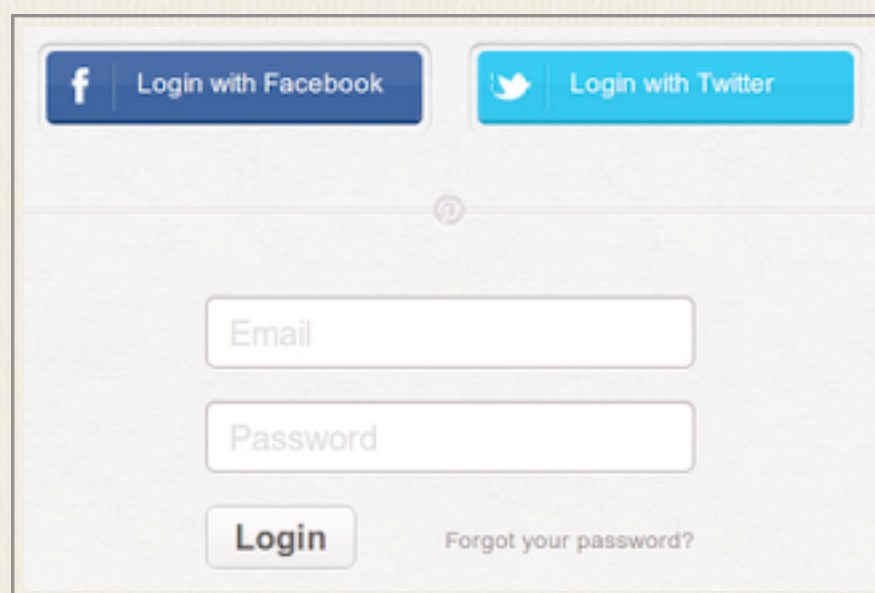 Login with Facebook
Login with Twitter
Email
Password
Login
Forgot your password?